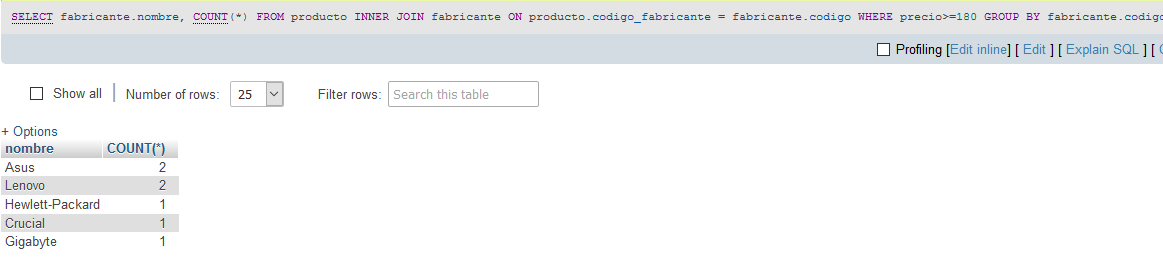 SELECT fabricante.nombre, COUNT(*) FROM producto INNER JOIN fabricante ON producto.codigo_fabricante = fabricante.codigo WHERE precio>=180 GROUP BY fabricante.codigo
Profiling [Edit inline] [ Edit ] [ Explain SQL ] [
Show all Number of rows: 25 Filter rows: Search this table
+ Options
nombre COUNT(*)
Asus 2
Lenovo 2
Hewlett-Packard 1
Crucial 1
Gigabyte 1